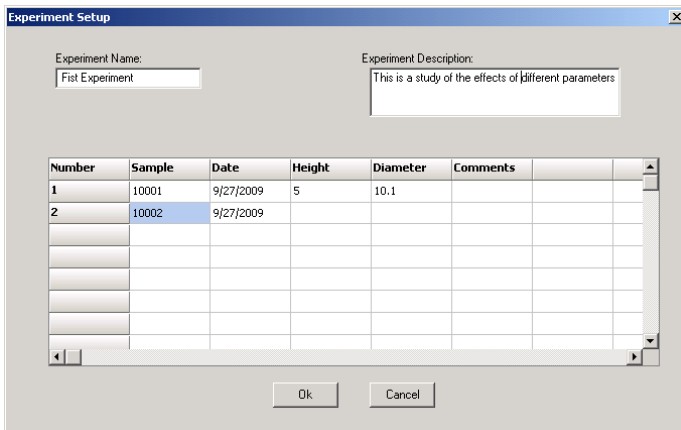 Experiment Setup
Experiment Name:
Experiment Description:
Fist Experiment
This is a study of the effects of different parameters
Number Sample Date Height Diameter Comments
1 10001 9/27/2009 5 10.1
2 10002 9/27/2009
Ok Cancel